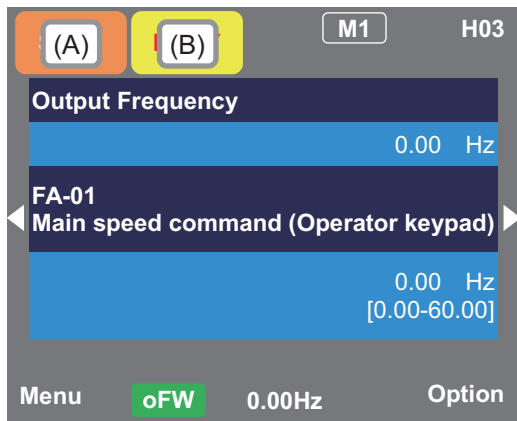 (A) (B) M1 H03
Output Frequency
0.00 Hz
FA-01
Main speed command (Operator keypad)
0.00 Hz
[0.00-60.00]
Menu oFW 0.00Hz Option